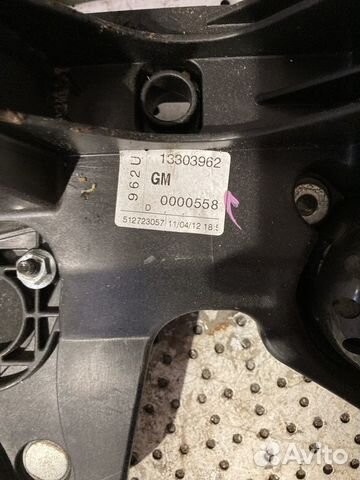 962U
13303962
GM
D 0000558
512723057 11/04/12 18:5
Avito